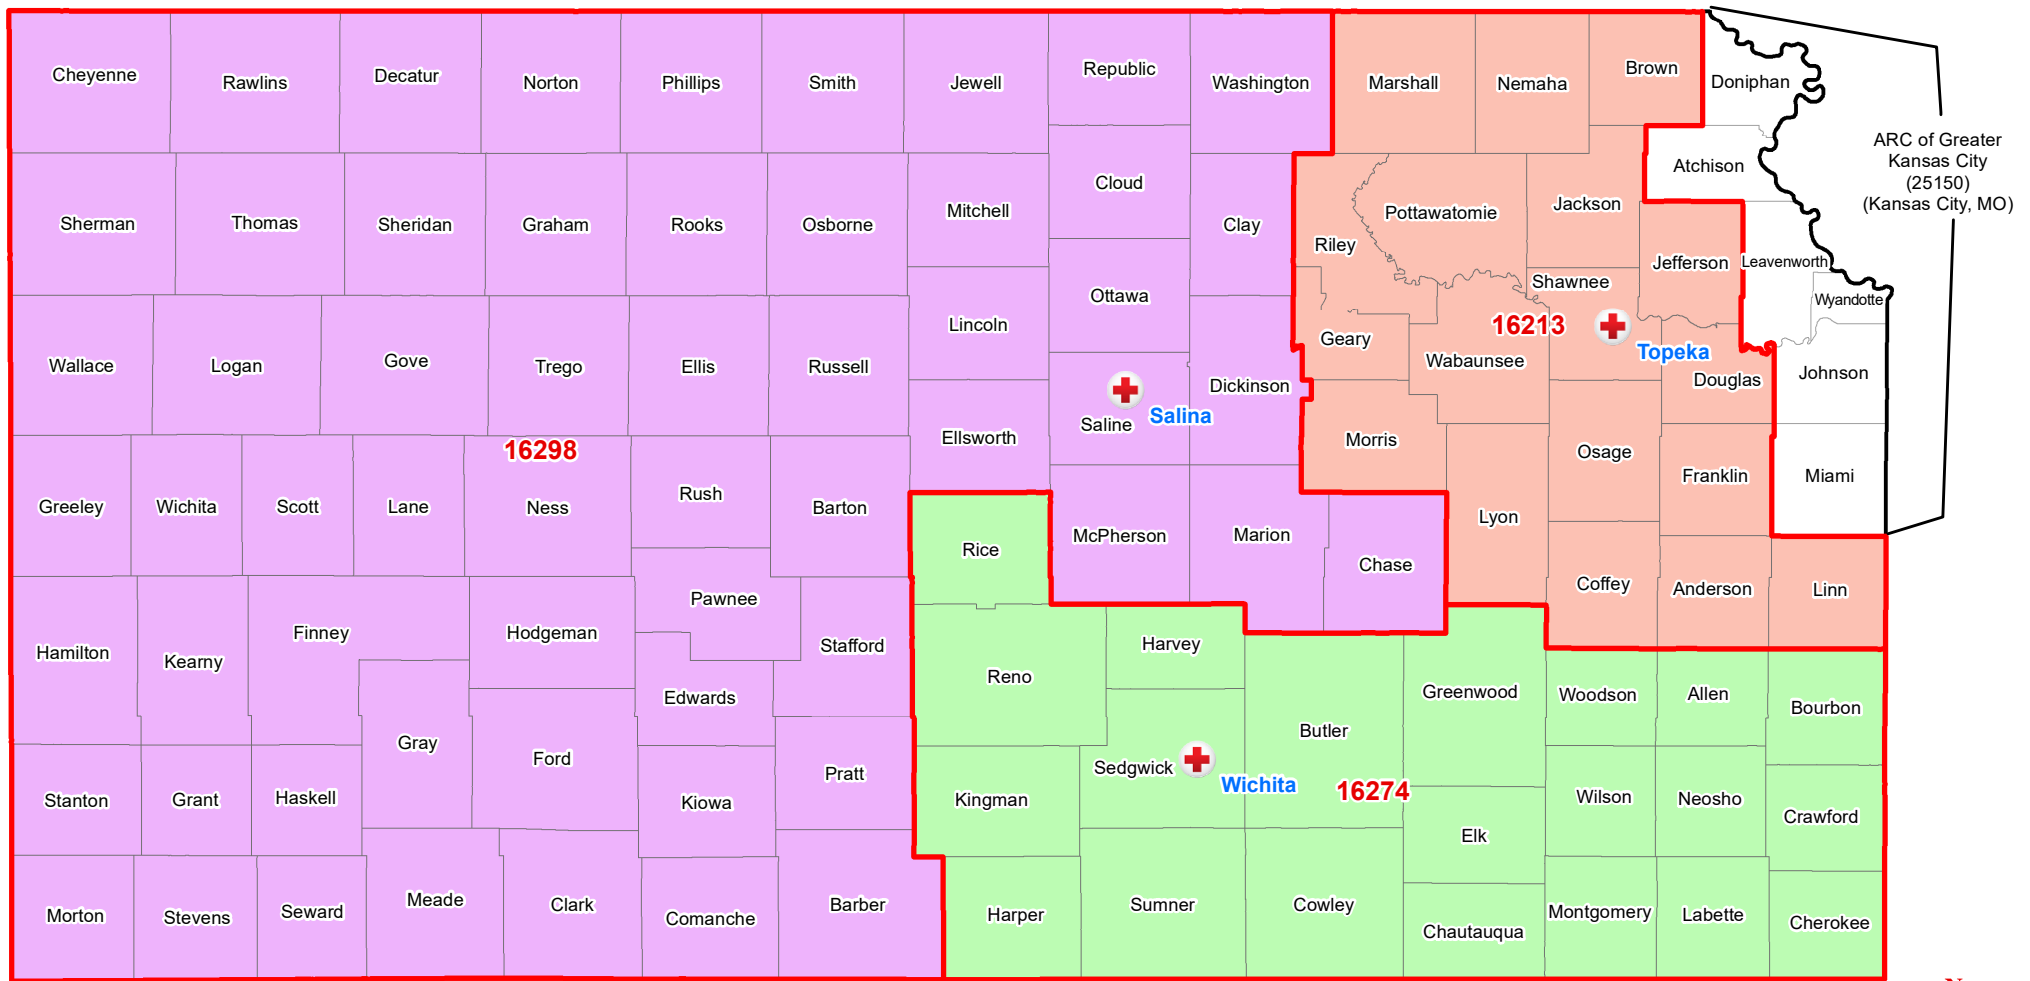 Cheyenne
Rawlins
Decatur
Norton
Phillips
Smith
Jewell
Republic
Washington
Marshall
Nemaha
Brown
Doniphan
ARC of Greater
Kansas City
(25150)
(Kansas City, MO)
Atchison
Sherman
Thomas
Sheridan
Graham
Rooks
Osborne
Mitchell
Cloud
Clay
Riley
Pottawatomie
Jackson
Jefferson
Leavenworth
Wyandotte
Shawnee
Ottawa
Lincoln
Wallace
Logan
Gove
Trego
Ellis
Russell
Saline
Salina
Dickinson
Geary
Wabaunsee
16213
Topeka
Douglas
Johnson
16298
Ellsworth
Morris
Osage
Franklin
Miami
Greeley
Wichita
Scott
Lane
Ness
Rush
Barton
Rice
McPherson
Marion
Chase
Lyon
Coffey
Anderson
Linn
Hamilton
Kearny
Finney
Hodgeman
Pawnee
Stafford
Edwards
Reno
Harvey
Greenwood
Woodson
Allen
Bourbon
Gray
Ford
Kiowa
Pratt
Kingman
Sedgwick
Wichita
Butler
16274
Elk
Wilson
Neosho
Crawford
Stanton
Grant
Haskell
Morton
Stevens
Seward
Meade
Clark
Comanche
Barber
Harper
Sumner
Cowley
Chautauqua
Montgomery
Labette
Cherokee